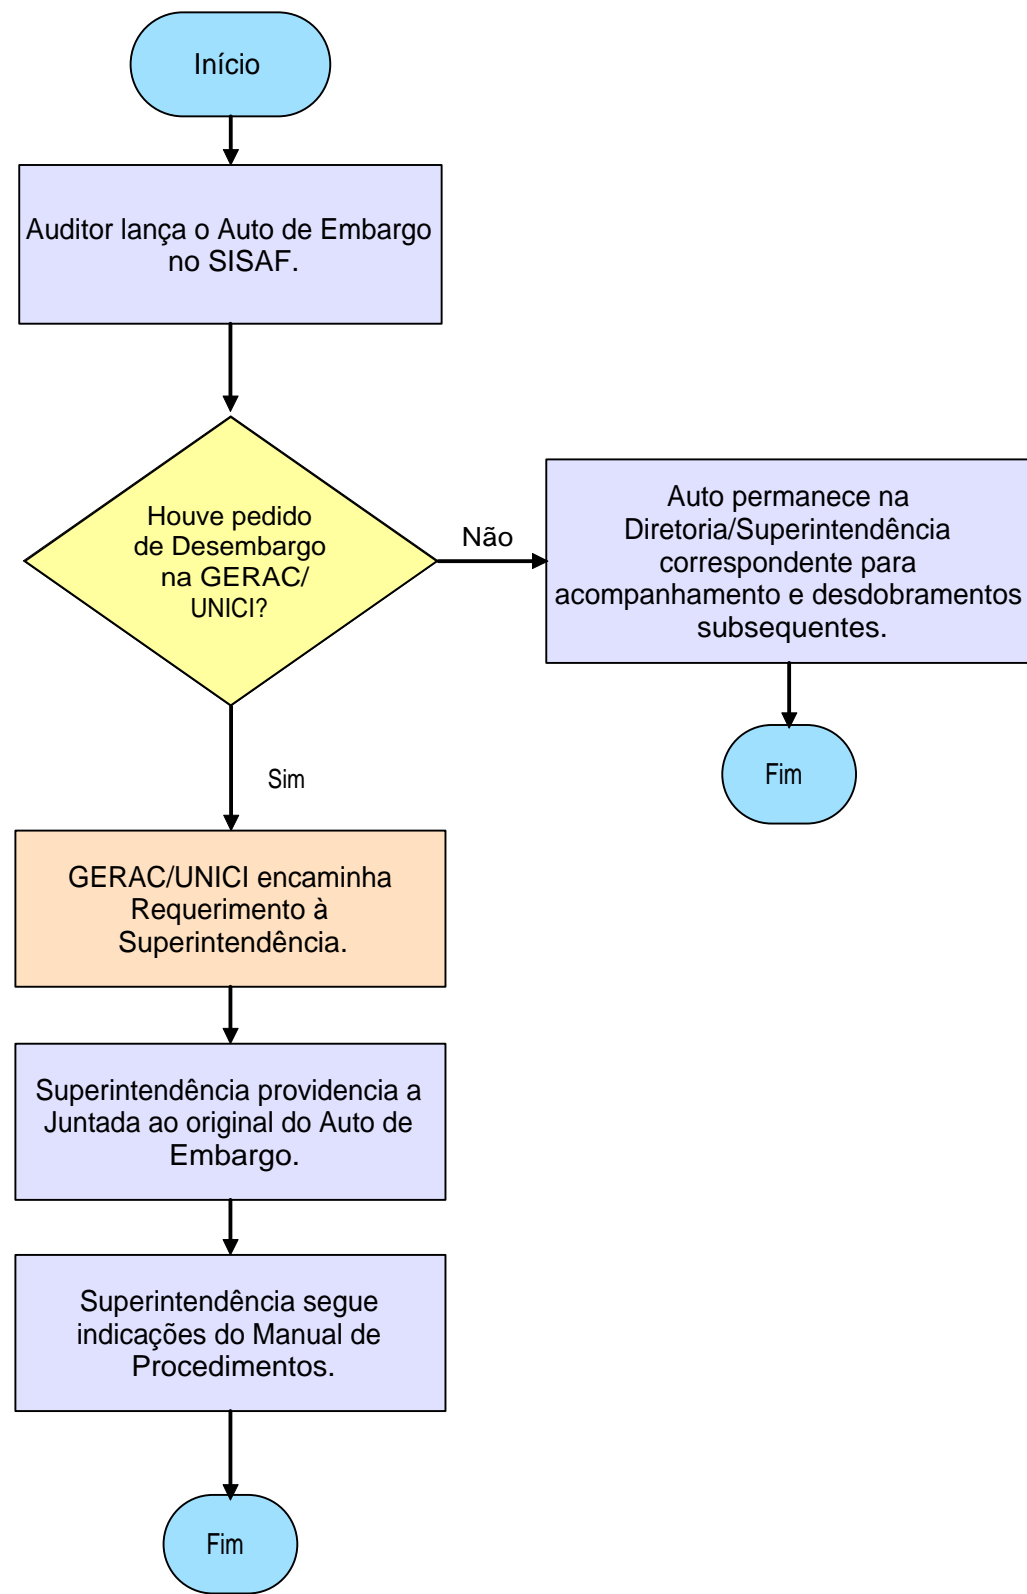 Início
Auditor lança o Auto de Embargo
no SISAF.
Houve pedido
de Desembargo
na GERAC/
UNICI?
Não
Auto permanece na
Diretoria/Superintendência
correspondente para
acompanhamento e desdobramentos
subsequentes.
Fim
Sim
GERAC/UNICI encaminha
Requerimento à
Superintendência.
Superintendência providencia a
Juntada ao original do Auto de
Embargo.
Superintendência segue
indicações do Manual de
Procedimentos.
Fim